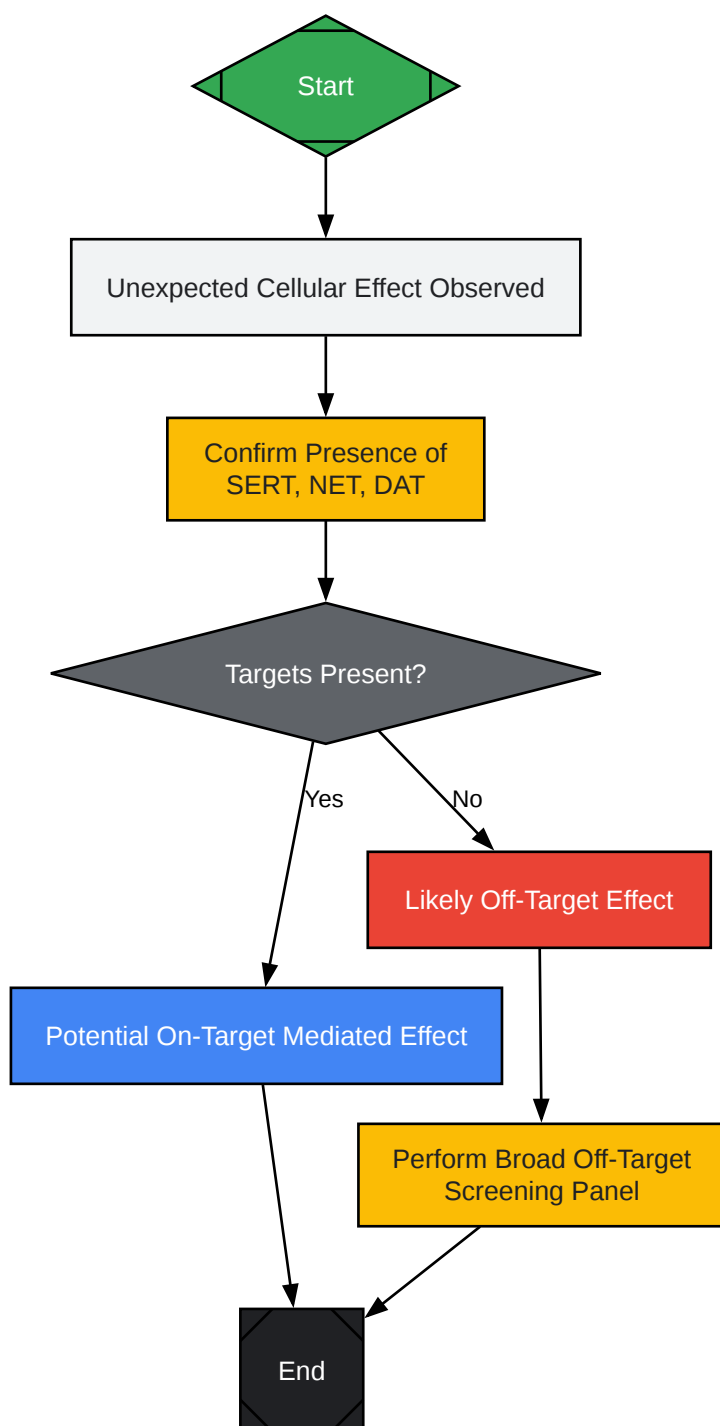 Start
Unexpected Cellular Effect Observed
Confirm Presence of
SERT, NET, DAT
Targets Present?
Yes
No
Likely Off-Target Effect
Potential On-Target Mediated Effect
Perform Broad Off-Target
Screening Panel
End